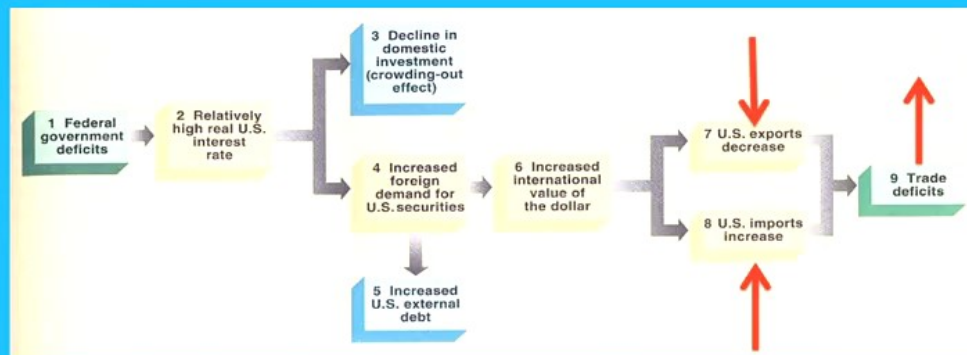 1 Federal
government
deficits
2 Relatively
high real U.S.
interest
rate
3 Decline in
domestic
investment
(crowding-out
effect)
4 Increased
foreign
demand for
U.S. securities
5 Increased
U.S. external
debt
6 Increased
international
value of
the dollar
7 U.S. exports
decrease
8 U.S. imports
increase
9 Trade
deficits